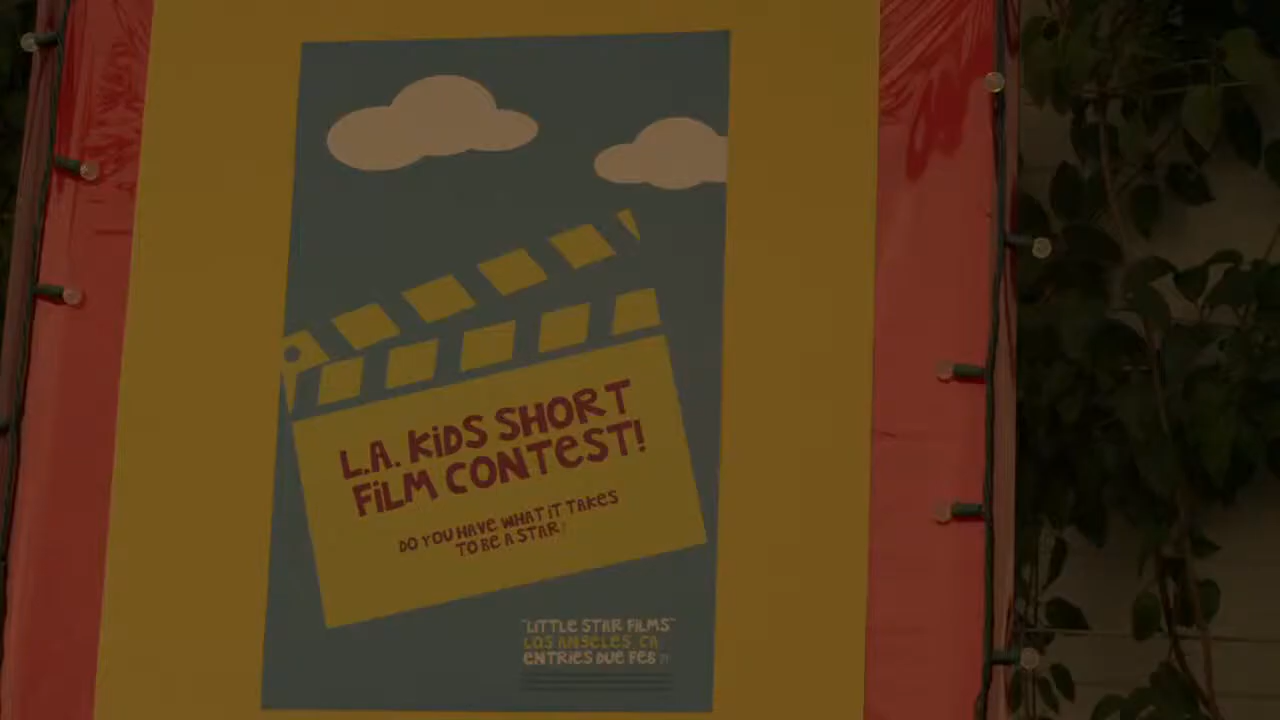 L.A. KiDS SHORT
FiLM CONTeST!
DO YOU HAVE WHAT iT TAKES
TO BE A STAR?
"LITTLE STAR FILMS"
LOS ANGELES, CA
ENTRIES DUE FEB